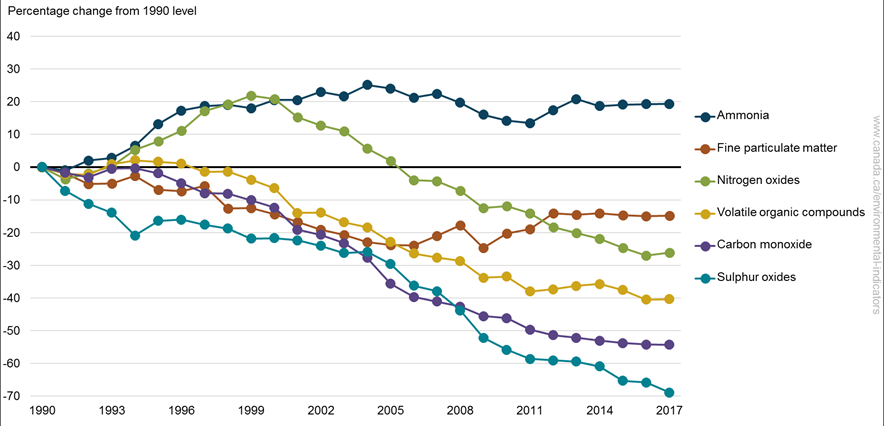 Percentage change from 1990 level
40
30
20
10
0
-10
-20
-30
-40
-50
-60
-70
1990 1993 1996 1999 2002 2005 2008 2011 2014 2017
Ammonia
Fine particulate matter
Nitrogen oxides
Volatile organic compounds
Carbon monoxide
Sulphur oxides
www.canada.ca/environmental-indicators